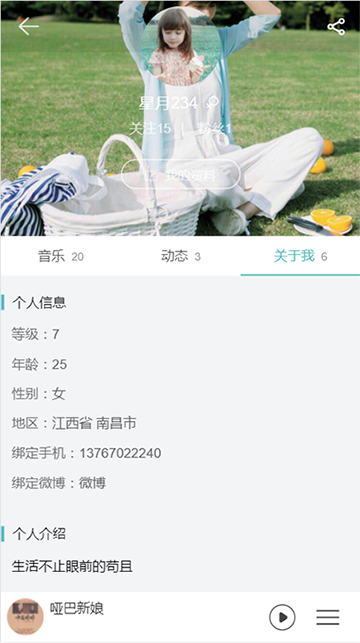 星月234
关注15 | 粉丝1
我的资料
音乐 20 动态 3 关于我 6
个人信息
等级：7
年龄：25
性别：女
地区：江西省 南昌市
绑定手机：13767022240
绑定微博：微博
个人介绍
生活不止眼前的苟且
哑巴新娘